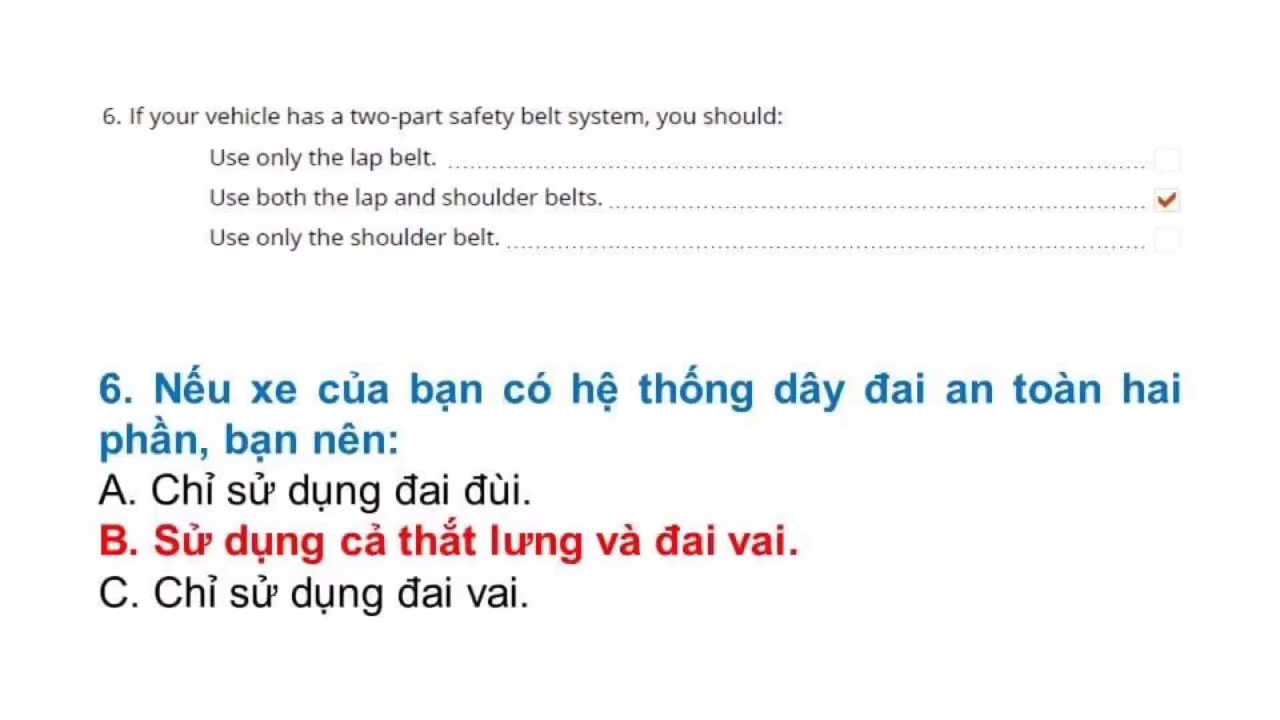 6. If your vehicle has a two-part safety belt system, you should:
Use only the lap belt.
Use both the lap and shoulder belts.
Use only the shoulder belt.
6. Nếu xe của bạn có hệ thống dây đai an toàn hai
phần, bạn nên:
A. Chỉ sử dụng đai đùi.
B. Sử dụng cả thắt lưng và đai vai.
C. Chỉ sử dụng đai vai.